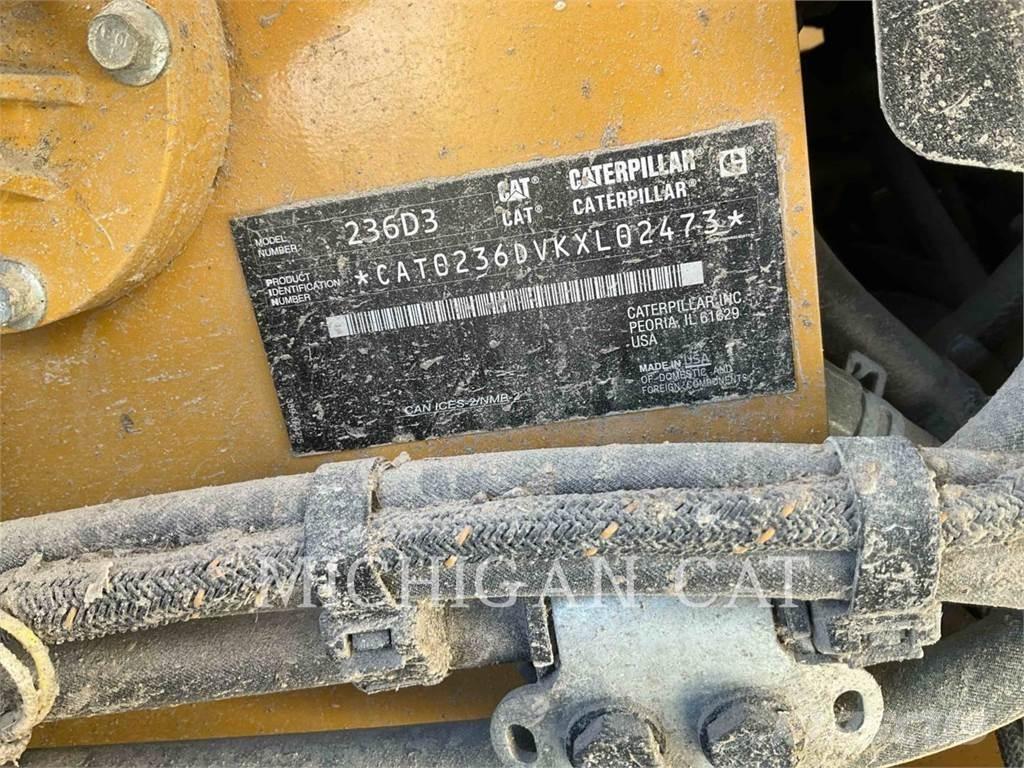 MODEL NUMBER 236D3
CAT® CATERPILLAR®
CAT® CATERPILLAR®
PRODUCT IDENTIFICATION NUMBER *CAT0236DVKXL02473*
CATERPILLAR INC
PEORIA, IL 61629
USA
MADE IN USA
OF DOMESTIC AND
FOREIGN COMPONENTS
CAN ICES-2/NMB-2
MICHIGAN CAT